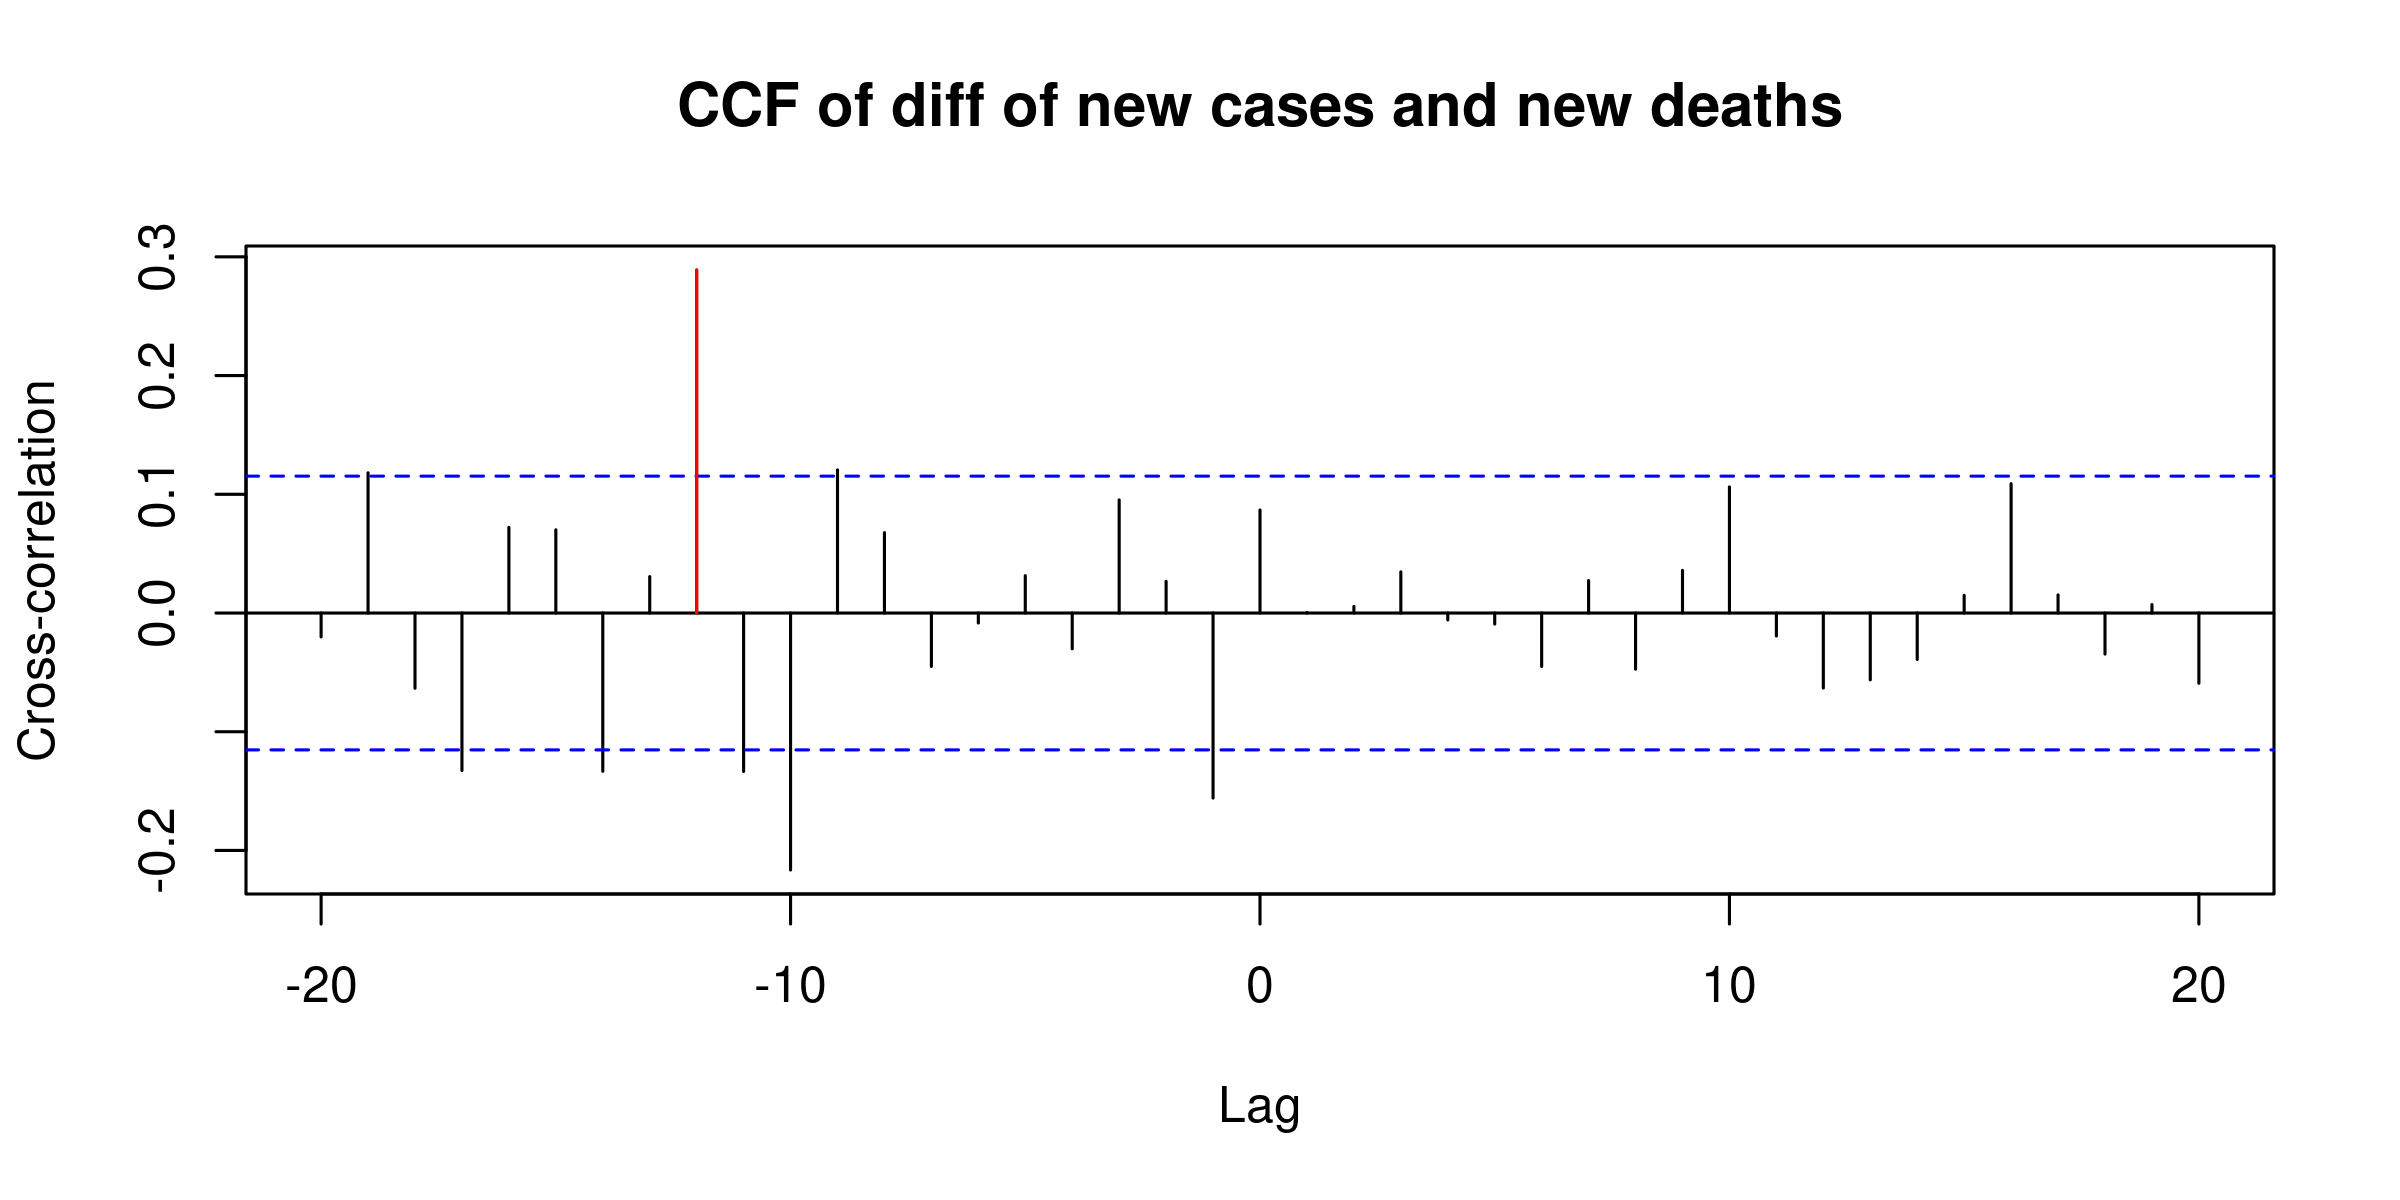 CCF of diff of new cases and new deaths
Cross-correlation
0.3
0.2
0.1
0.0
-0.2
-20 -10 0 10 20
Lag